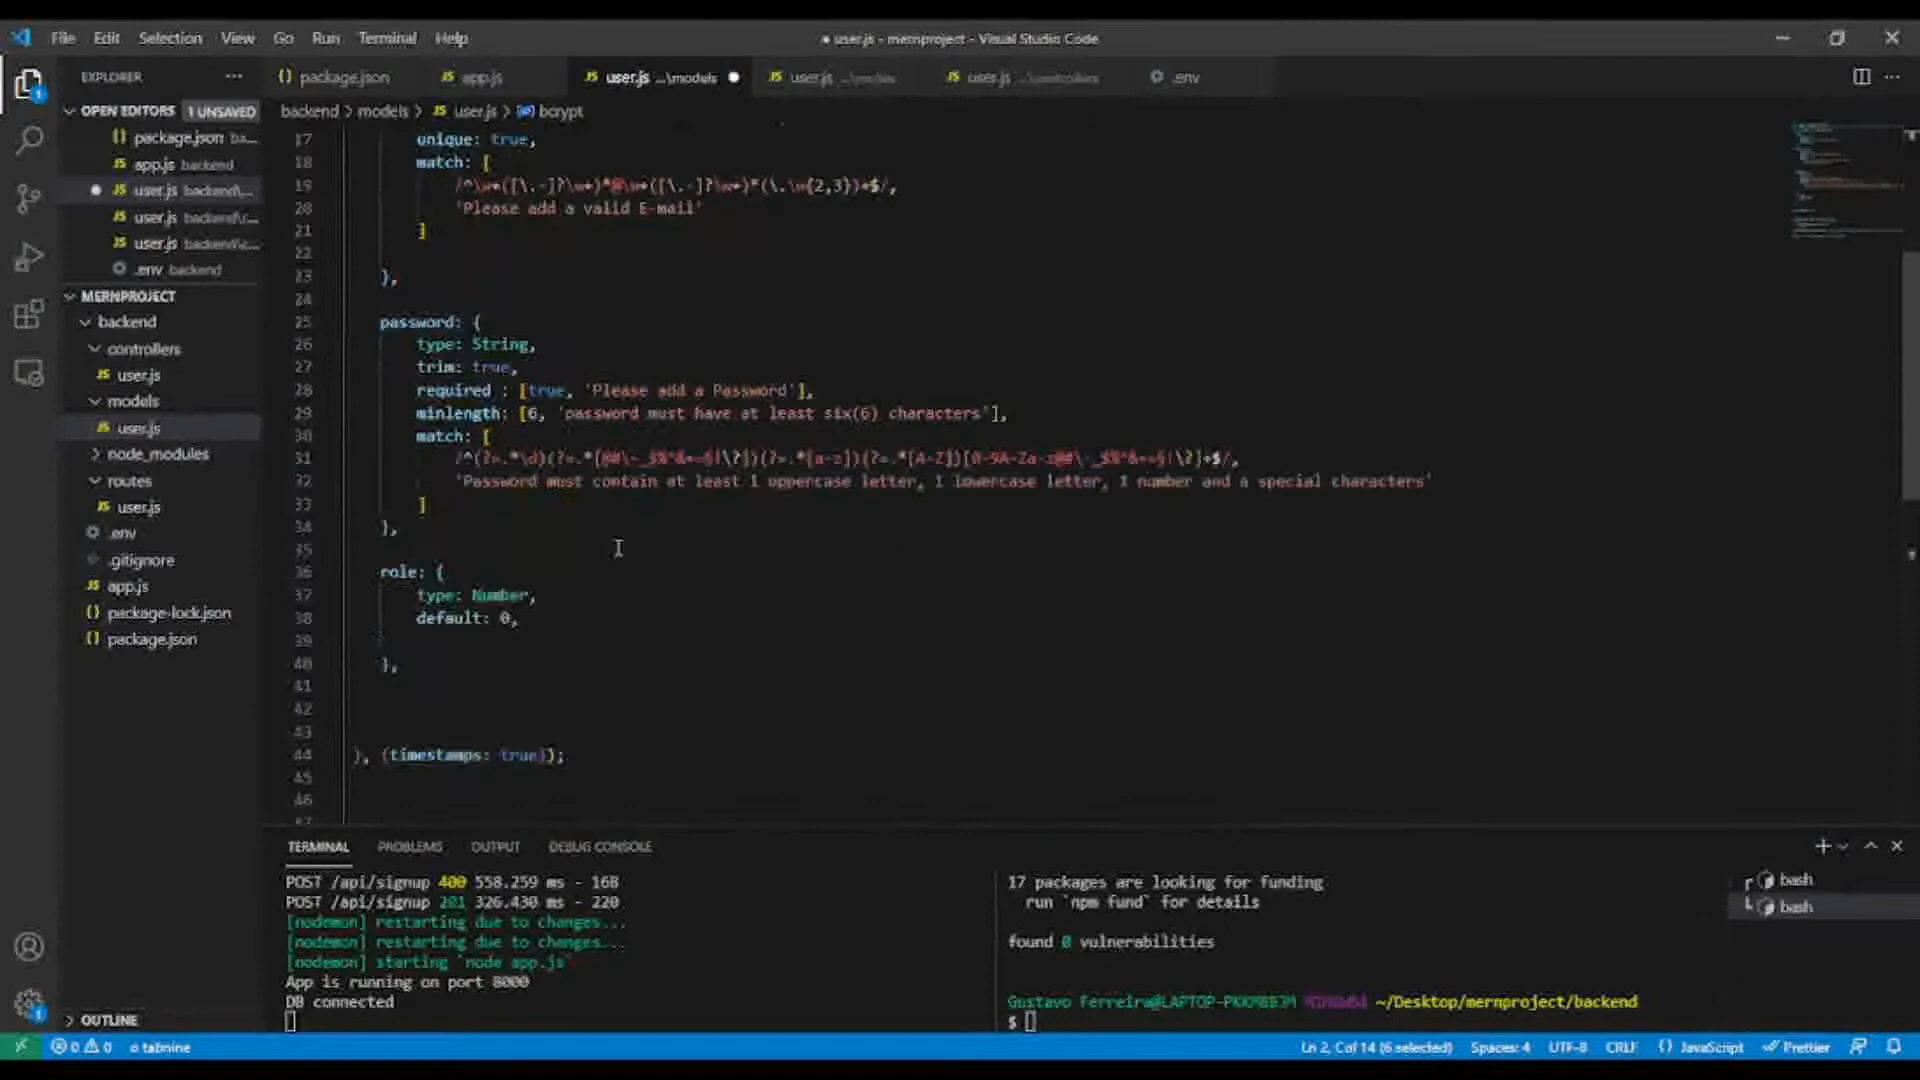 File Edit Selection View Go Run Terminal Help
● user.js - mernproject - Visual Studio Code
EXPLORER
package.json
app.js
user.js ...\models
user.js
user.js
.env
OPEN EDITORS 1 UNSAVED
package.json ba...
app.js backend
user.js backend\...
user.js backend\r...
user.js backend\c...
.env backend
MERNPROJECT
backend
controllers
user.js
models
user.js
node_modules
routes
user.js
.env
.gitignore
app.js
package-lock.json
package.json
OUTLINE
backend > models > JS user.js > bcrypt
17 unique: true,
18 match: [
19 /^\w+([\.-]?\w+)*@\w+([\.-]?\w+)*(\.\w{2,3})+$/,
20 'Please add a valid E-mail'
21 ]
22
23 },
24
25 password: {
26 type: String,
27 trim: true,
28 required : [true, 'Please add a Password'],
29 minlength: [6, 'password must have at least six(6) characters'],
30 match: [
31
32 'Password must contain at least 1 uppercase letter, 1 lowercase letter, 1 number and a special characters'
33 ]
34 },
35
36 role: {
37 type: Number,
38 default: 0,
39
40 },
41
42
43
44 }, {timestamps: true});
45
46
47
TERMINAL PROBLEMS OUTPUT DEBUG CONSOLE
POST /api/signup 400 558.259 ms - 168
POST /api/signup 201 326.430 ms - 220
[nodemon] restarting due to changes...
[nodemon] restarting due to changes...
[nodemon] starting `node app.js`
App is running on port 8000
DB connected
17 packages are looking for funding
run `npm fund` for details
found 0 vulnerabilities
Gustavo Ferreira@LAPTOP- ~/Desktop/mernproject/backend
$
bash
bash
0 0 tabnine
Ln 2, Col 14 (6 selected) Spaces: 4 UTF-8 CRLF {} JavaScript Prettier